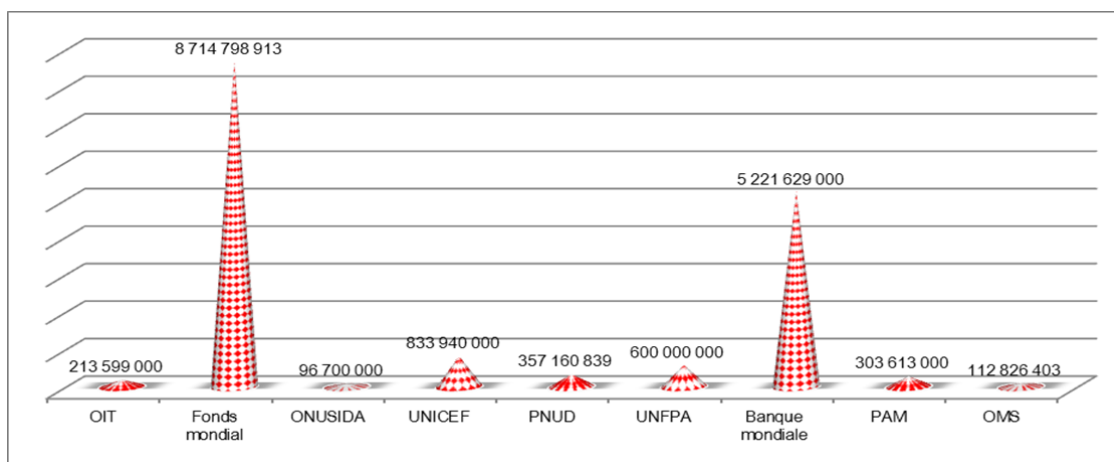 8 714 798 913
5 221 629 000
833 940 000
600 000 000
357 160 839
303 613 000
213 599 000
96 700 000
112 826 403
OIT
Fonds
mondial
ONUSIDA
UNICEF
PNUD
UNFPA
Banque
mondiale
PAM
OMS